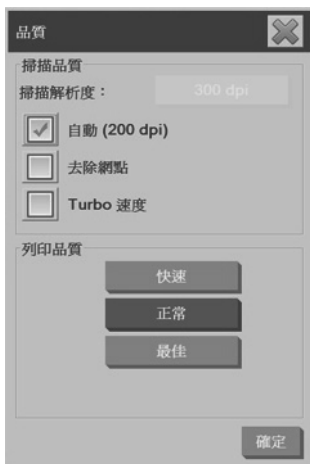 品質
掃描品質
掃描解析度： 300 dpi
自動 (200 dpi)
去除網點
Turbo 速度
列印品質
快速
正常
最佳
確定